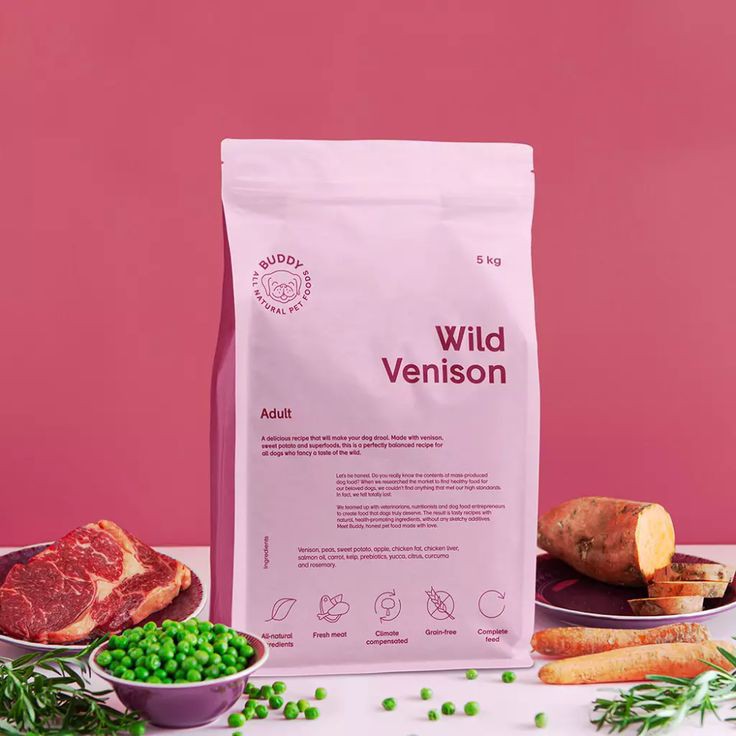 BUDDY
ALL NATURAL PET FOODS
5 kg
Wild
Venison
Adult
A delicious recipe that will make your dog drool. Made with venison,
sweet potato and superfoods, this is a perfectly balanced recipe for
all dogs who fancy a taste of the wild.
Let's be honest. Do you really know the contents of mass-produced
dog food? When we researched the market to find healthy food for
our beloved dogs, we couldn't find anything that met our high standards.
In fact, we felt totally lost.
We teamed up with veterinarians, nutritionists and dog food entrepreneurs
to create food that dogs truly deserve. The result is tasty recipes with
natural, health-promoting ingredients, without any sketchy additives.
Meet Buddy, honest pet food made with love.
Ingredients
Venison, peas, sweet potato, apple, chicken fat, chicken liver,
salmon oil, carrot, kelp, prebiotics, yucca, citrus, curcuma
and rosemary.
All-natural
redients
Fresh meat
Climate
compensated
Grain-free
Complete
feed